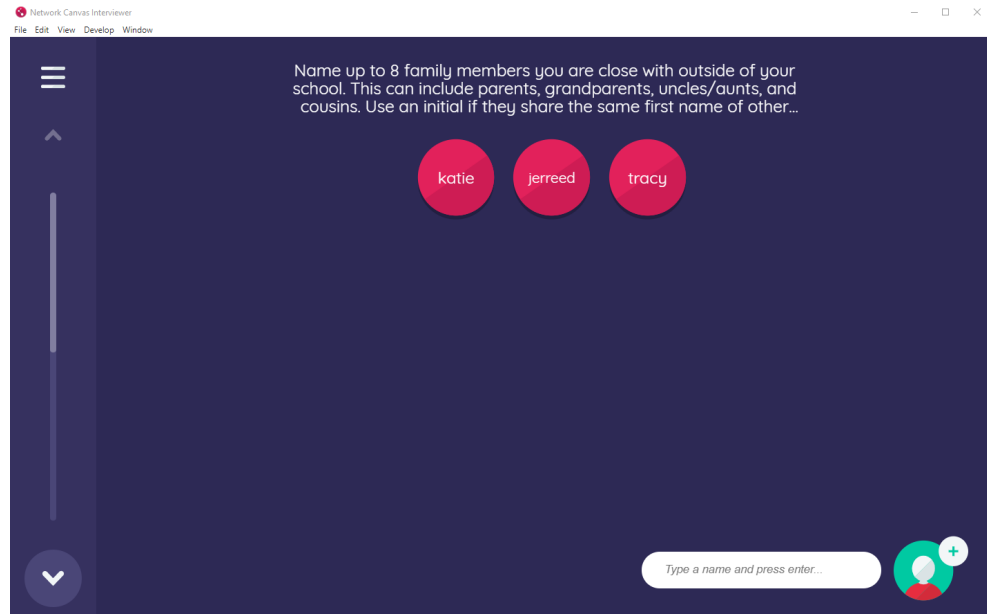 Network Canvas Interviewer
File Edit View Develop Window
Name up to 8 family members you are close with outside of your
school. This can include parents, grandparents, uncles/aunts, and
cousins. Use an initial if they share the same first name of other...
katie jerreed tracy
Type a name and press enter...